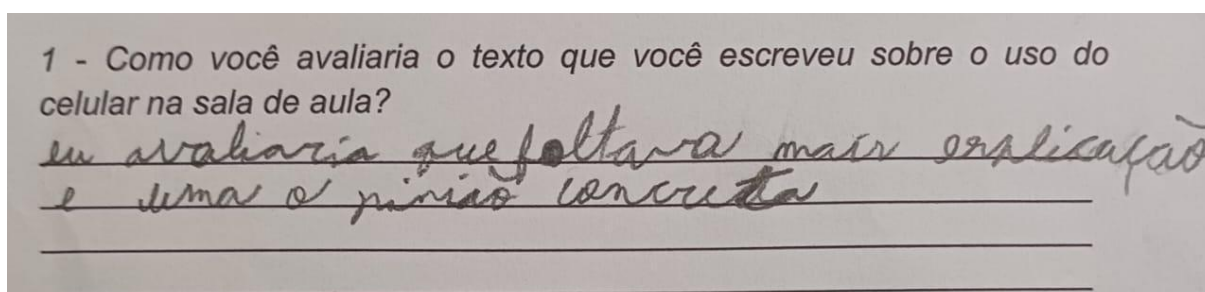 1 - Como você avaliaria o texto que você escreveu sobre o uso do
celular na sala de aula?
eu avaliaria que faltava mais explicação
e uma o pinião concreta